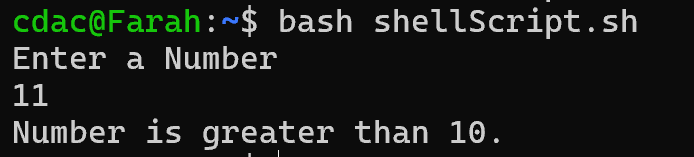 cdac@Farah:~$ bash shellScript.sh
Enter a Number
11
Number is greater than 10.